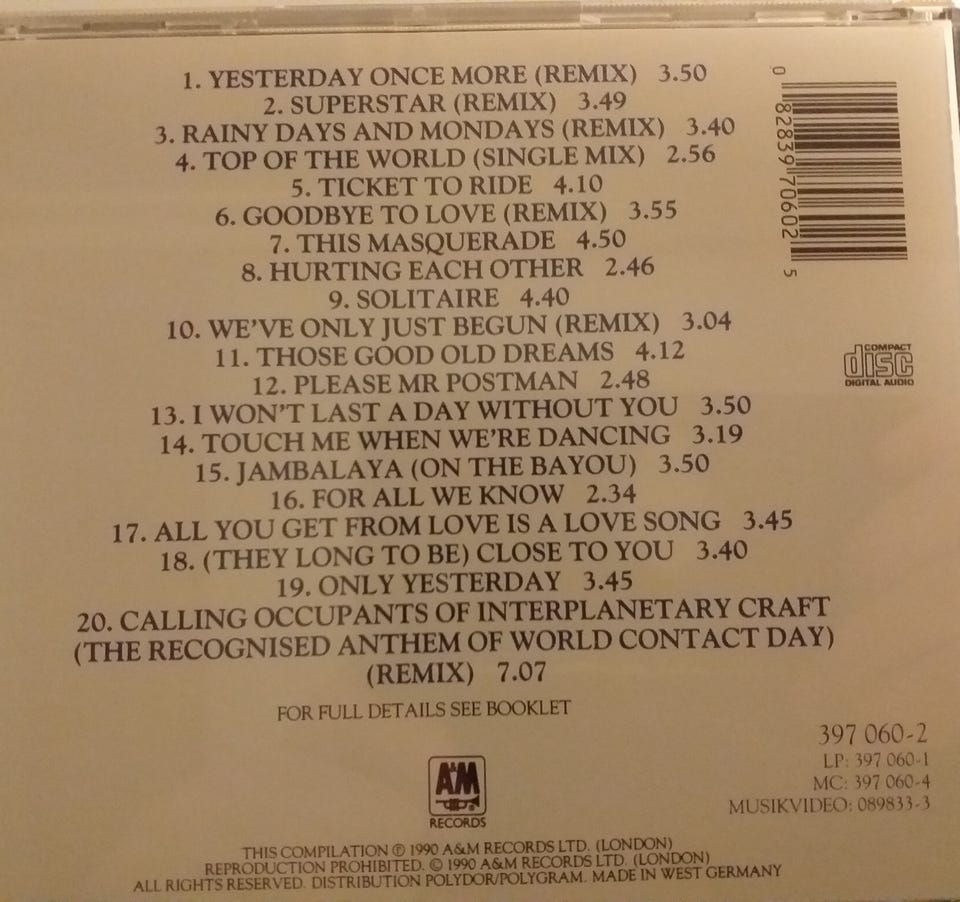 1. YESTERDAY ONCE MORE (REMIX) 3.50
2. SUPERSTAR (REMIX) 3.49
3. RAINY DAYS AND MONDAYS (REMIX) 3.40
4. TOP OF THE WORLD (SINGLE MIX) 2.56
5. TICKET TO RIDE 4.10
6. GOODBYE TO LOVE (REMIX) 3.55
7. THIS MASQUERADE 4.50
8. HURTING EACH OTHER 2.46
9. SOLITAIRE 4.40
10. WE'VE ONLY JUST BEGUN (REMIX) 3.04
11. THOSE GOOD OLD DREAMS 4.12
12. PLEASE MR POSTMAN 2.48
13. I WON'T LAST A DAY WITHOUT YOU 3.50
14. TOUCH ME WHEN WE'RE DANCING 3.19
15. JAMBALAYA (ON THE BAYOU) 3.50
16. FOR ALL WE KNOW 2.34
17. ALL YOU GET FROM LOVE IS A LOVE SONG 3.45
18. (THEY LONG TO BE) CLOSE TO YOU 3.40
19. ONLY YESTERDAY 3.45
20. CALLING OCCUPANTS OF INTERPLANETARY CRAFT
(THE RECOGNISED ANTHEM OF WORLD CONTACT DAY)
(REMIX) 7.07
FOR FULL DETAILS SEE BOOKLET
0 82839 70602 5
COMPACT
disc
DIGITAL AUDIO
397 060-2
LP: 397 060-1
MC: 397 060-4
MUSIKVIDEO: 089833-3
A&M
RECORDS
THIS COMPILATION ℗ 1990 A&M RECORDS LTD. (LONDON)
REPRODUCTION PROHIBITED. © 1990 A&M RECORDS LTD. (LONDON)
ALL RIGHTS RESERVED. DISTRIBUTION POLYDOR/POLYGRAM. MADE IN WEST GERMANY